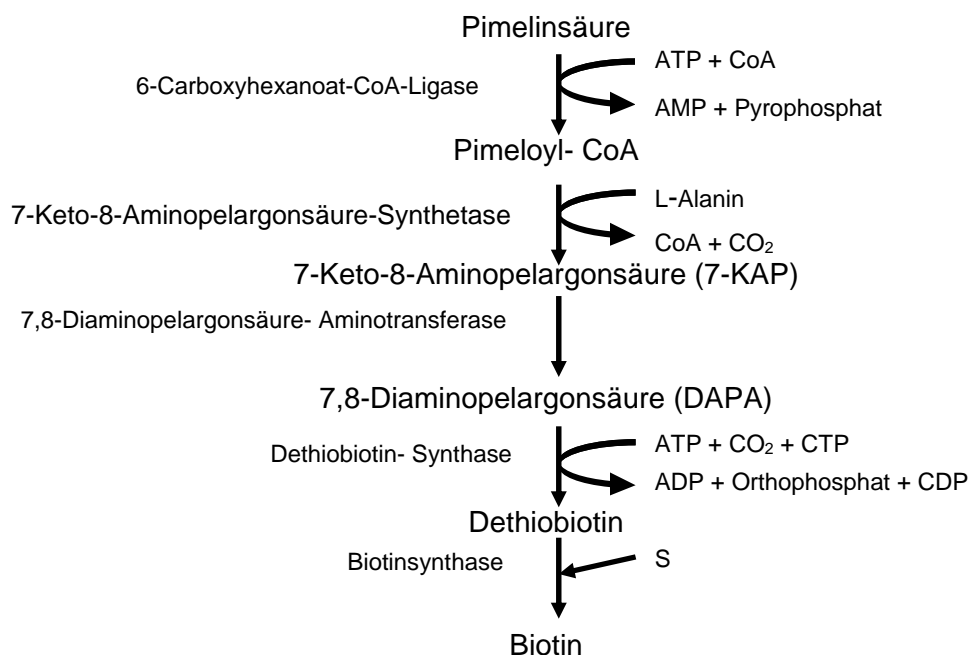 Pimelinsäure
ATP + CoA
6-Carboxyhexanoat-CoA-Ligase
AMP + Pyrophosphat
Pimeloyl- CoA
L-Alanin
7-Keto-8-Aminopelargonsäure-Synthetase
CoA + CO₂
7-Keto-8-Aminopelargonsäure (7-KAP)
7,8-Diaminopelargonsäure- Aminotransferase
7,8-Diaminopelargonsäure (DAPA)
ATP + CO₂ + CTP
Dethiobiotin- Synthase
ADP + Orthophosphat + CDP
Dethiobiotin
Biotinsynthase
S
Biotin